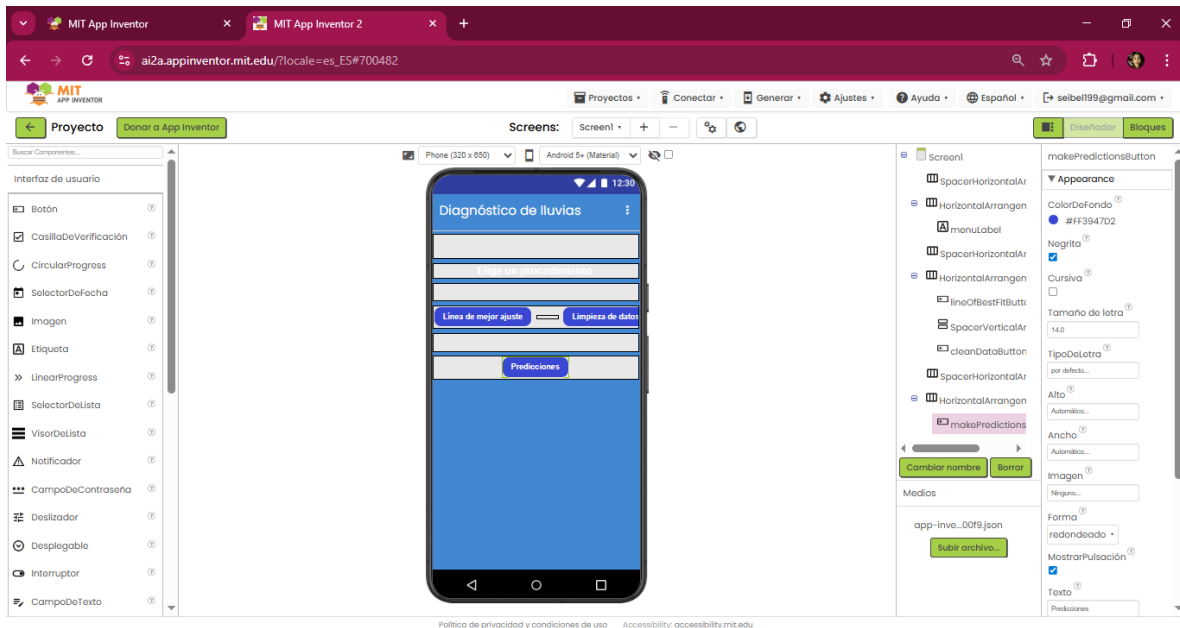 MIT App Inventor
MIT App Inventor 2
ai2a.appinventor.mit.edu/?locale=es_ES#700482
MIT
APP INVENTOR
Proyectos
Conectar
Generar
Ajustes
Ayuda
Español
seibel199@gmail.com
Proyecto
Donar a App Inventor
Screens:
Screen1
Diseñador
Bloques
Buscar Componentes...
Interfaz de usuario
Botón
CasillaDeVerificación
CircularProgress
SelectorDeFecha
Imagen
Etiqueta
LinearProgress
SelectorDeLista
VisorDeLista
Notificador
CampoDeContraseña
Deslizador
Desplegable
Interruptor
CampoDeTexto
Phone (320 x 650)
Android 5+ (Material)
12:30
Diagnóstico de lluvias
Elige un procedimiento
Línea de mejor ajuste
Limpieza de datos
Predicciones
Screen1
SpacerHorizontalAr
HorizontalArrangen
menuLabel
SpacerHorizontalAr
HorizontalArrangen
lineOfBestFitButto
SpacerVerticalAr
cleanDataButton
SpacerHorizontalAr
HorizontalArrangen
makePredictions
Cambiar nombre
Borrar
Medios
app-inve...00f9.json
Subir archivo...
makePredictionsButton
Appearance
ColorDeFondo
#FF3947D2
Negrita
Cursiva
Tamaño de letra
14.0
TipoDeLetra
por defecto...
Alto
Automático...
Ancho
Automático...
Imagen
Ninguno...
Forma
redondeado
MostrarPulsación
Texto
Predicciones
Política de privacidad y condiciones de uso
Accessibility: accessibility.mit.edu